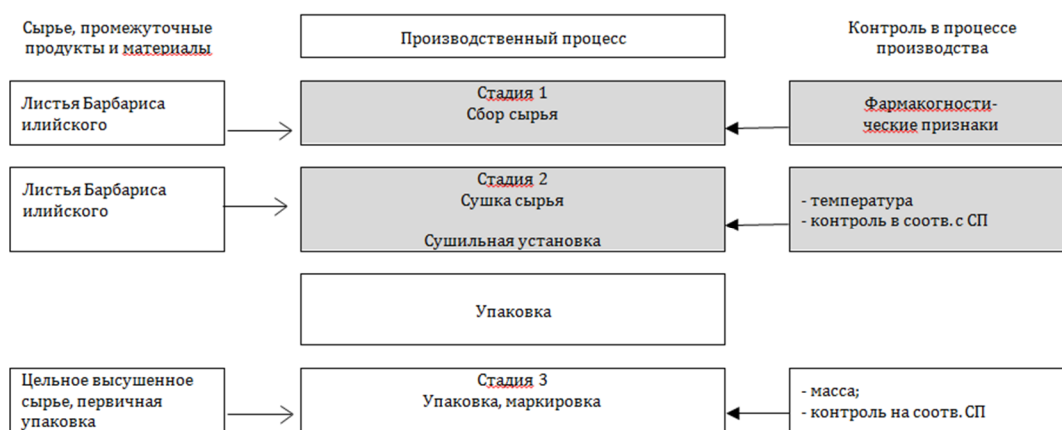 Сырье, промежуточные
продукты и материалы
Производственный процесс
Контроль в процессе
производства
Листья Барбариса
илийского
Стадия 1
Сбор сырья
Фармакогности-
ческие признаки
Листья Барбариса
илийского
Стадия 2
Сушка сырья
Сушильная установка
- температура
- контроль в соотв. с СП
Упаковка
Цельное высушенное
сырье, первичная
упаковка
Стадия 3
Упаковка, маркировка
- масса;
- контроль на соотв. СП